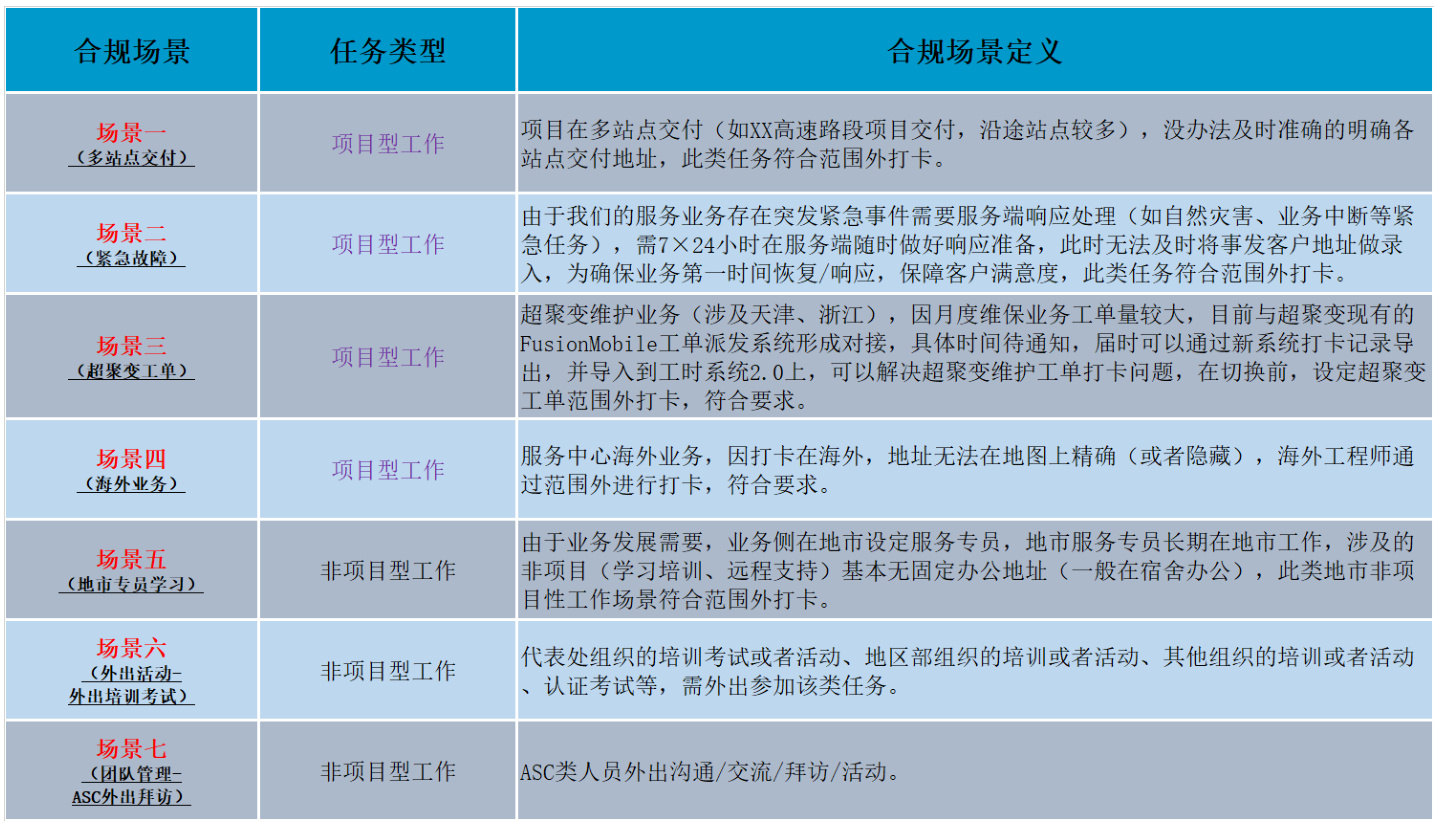 合规场景
任务类型
合规场景定义
场景一
（多站点交付）
项目型工作
项目在多站点交付（如XX高速路段项目交付，沿途站点较多），没办法及时准确的明确各
站点交付地址，此类任务符合范围外打卡。
场景二
（紧急故障）
项目型工作
由于我们的服务业务存在突发紧急事件需要服务端响应处理（如自然灾害、业务中断等紧
急任务），需7×24小时在服务端随时做好响应准备，此时无法及时将事发客户地址做录
入，为确保业务第一时间恢复/响应，保障客户满意度，此类任务符合范围外打卡。
场景三
（超聚变工单）
项目型工作
超聚变维护业务（涉及天津、浙江），因月度维保业务工单量较大，目前与超聚变现有的
FusionMobile工单派发系统形成对接，具体时间待通知，届时可以通过新系统打卡记录导
出，并导入到工时系统2.0上，可以解决超聚变维护工单打卡问题，在切换前，设定超聚变
工单范围外打卡，符合要求。
场景四
（海外业务）
项目型工作
服务中心海外业务，因打卡在海外，地址无法在地图上精确（或者隐藏），海外工程师通
过范围外进行打卡，符合要求。
场景五
（地市专员学习）
非项目型工作
由于业务发展需要，业务侧在地市设定服务专员，地市服务专员长期在地市工作，涉及的
非项目（学习培训、远程支持）基本无固定办公地址（一般在宿舍办公），此类地市非项
目性工作场景符合范围外打卡。
场景六
（外出活动-
外出培训考试）
非项目型工作
代表处组织的培训考试或者活动、地区部组织的培训或者活动、其他组织的培训或者活动
、认证考试等，需外出参加该类任务。
场景七
（团队管理-
ASC外出拜访）
非项目型工作
ASC类人员外出沟通/交流/拜访/活动。